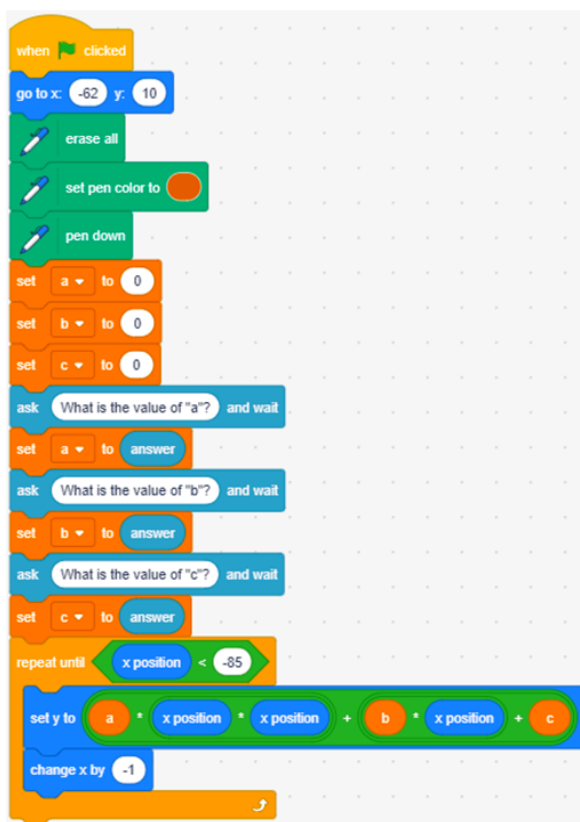 when clicked
go to x: -62 y: 10
erase all
set pen color to
pen down
set a to 0
set b to 0
set c to 0
ask What is the value of "a"? and wait
set a to answer
ask What is the value of "b"? and wait
set b to answer
ask What is the value of "c"? and wait
set c to answer
repeat until x position < -85
set y to a * x position * x position + b * x position + c
change x by -1